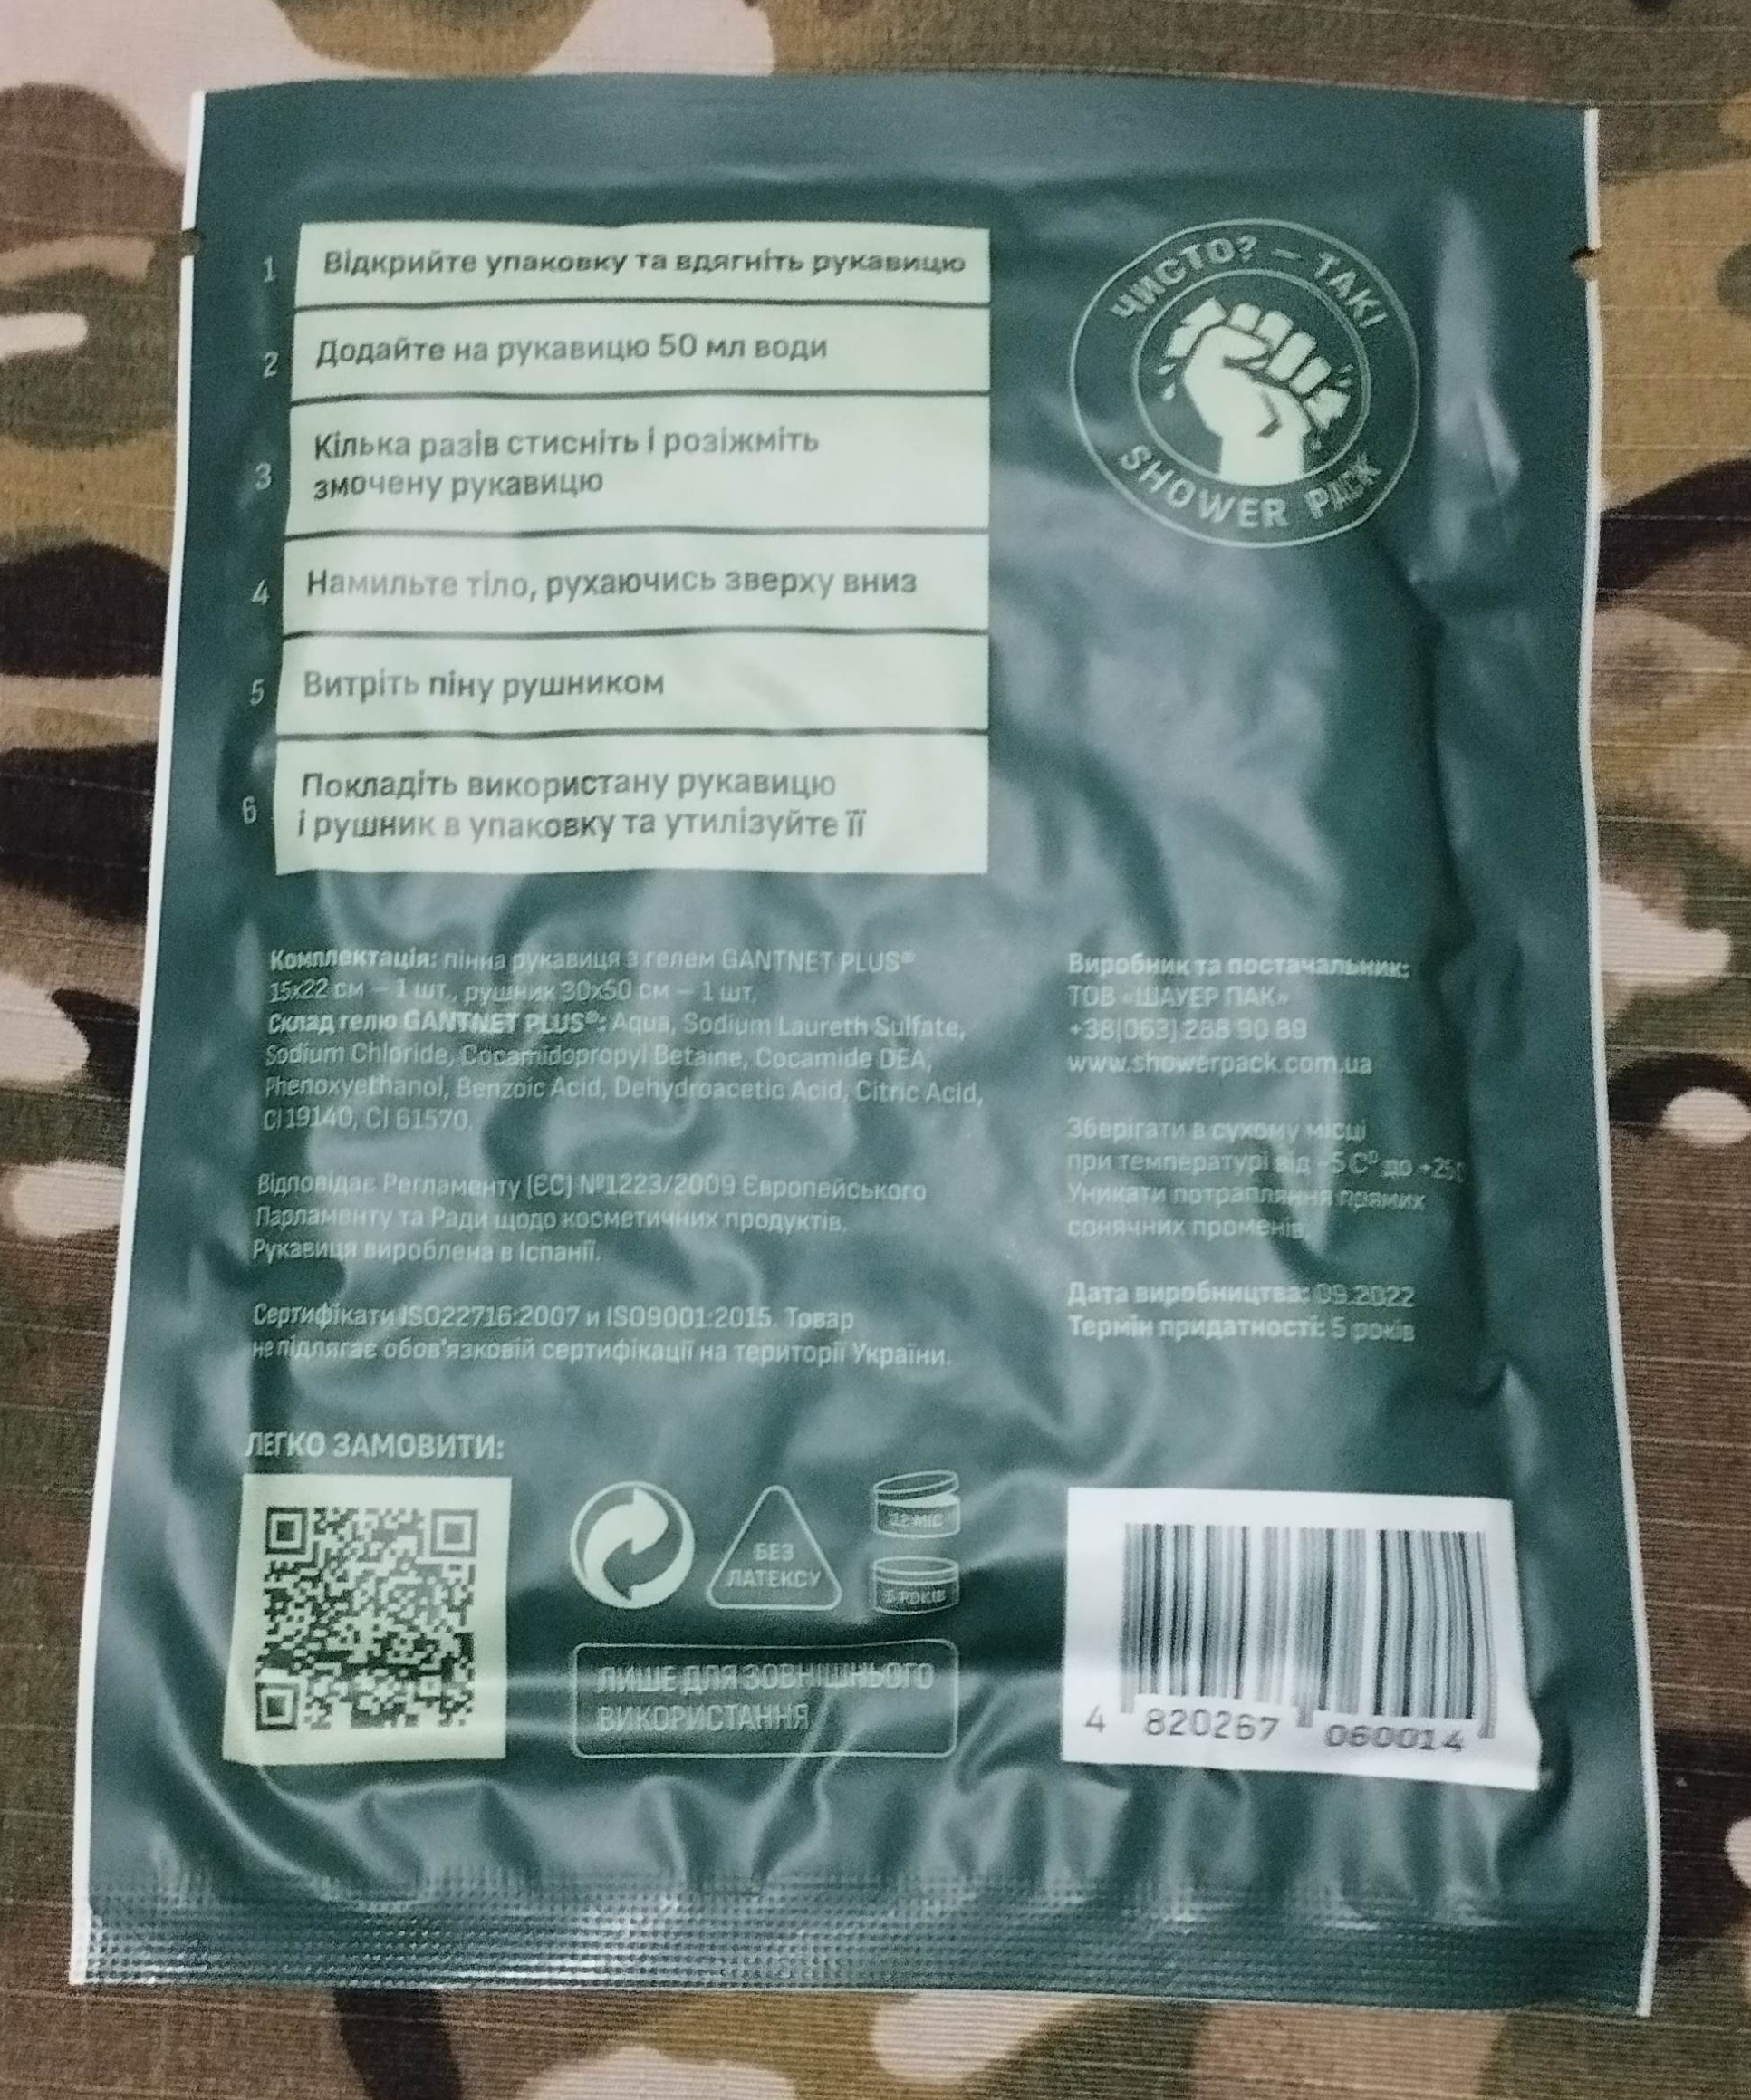 1 Відкрийте упаковку та вдягніть рукавицю
2 Додайте на рукавицю 50 мл води
3 Кілька разів стисніть і розіжміть
змочену рукавицю
4 Намильте тіло, рухаючись зверху вниз
5 Витріть піну рушником
6 Покладіть використану рукавицю
і рушник в упаковку та утилізуйте її
ЧИСТО? – ТАК!
SHOWER PACK
Комплектація: пінна рукавиця з гелем GANTNET PLUS®
15x22 см – 1 шт., рушник 30x50 см – 1 шт.
Склад гелю GANTNET PLUS®: Aqua, Sodium Laureth Sulfate,
Sodium Chloride, Cocamidopropyl Betaine, Cocamide DEA,
Phenoxyethanol, Benzoic Acid, Dehydroacetic Acid, Citric Acid,
CI 19140, CI 61570.
Відповідає Регламенту (ЄС) №1223/2009 Європейського
Парламенту та Ради щодо косметичних продуктів.
Рукавиця вироблена в Іспанії.
Сертифікати ISO22716:2007 и ISO9001:2015. Товар
не підлягає обов'язковій сертифікації на території України.
Виробник та постачальник:
ТОВ «ШАУЕР ПАК»
+38(063) 288 90 89
www.showerpack.com.ua
Зберігати в сухому місці
при температурі від -5 С° до +25
Уникати потрапляння прямих
сонячних променів.
Дата виробництва: 09.2022
Термін придатності: 5 років
ЛЕГКО ЗАМОВИТИ:
БЕЗ
ЛАТЕКСУ
12 МІС
5 РОКІВ
ЛИШЕ ДЛЯ ЗОВНІШНЬОГО
ВИКОРИСТАННЯ
4 820267 060014